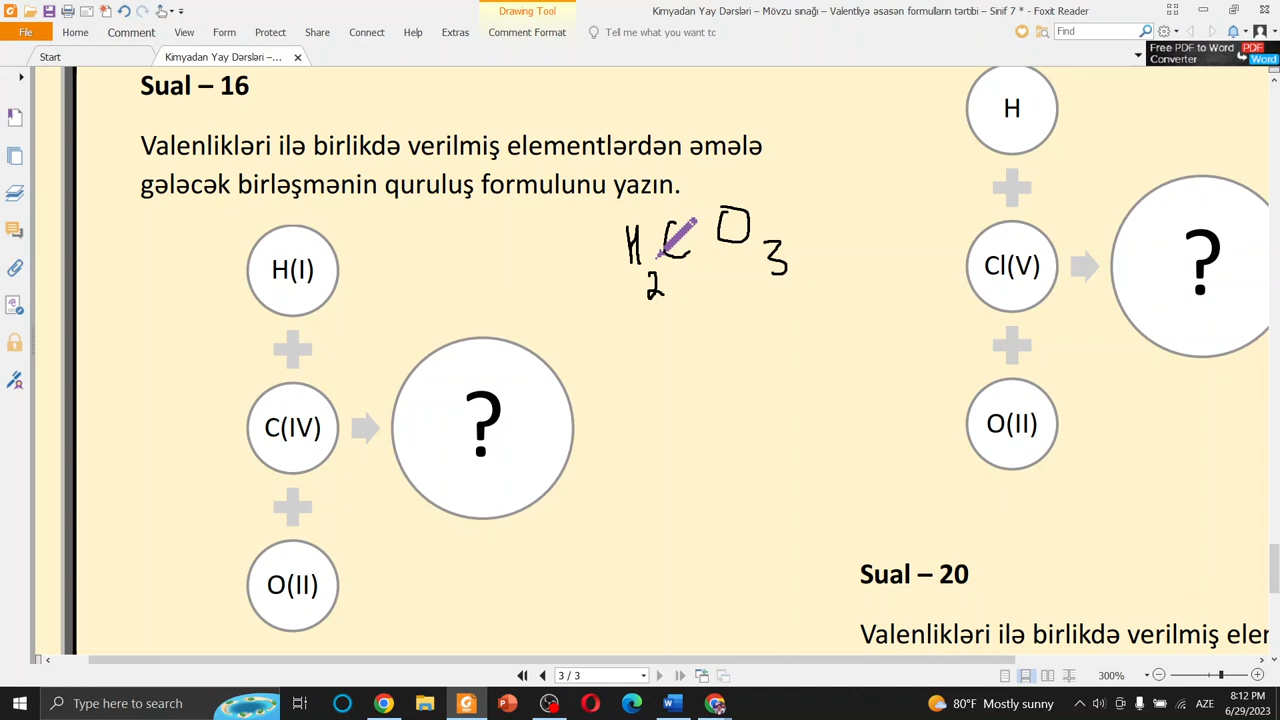 Drawing Tool
Kimyadan Yay Dərsləri – Mövzu sınağı – Valentliyə əsasən formulların tərtibi – Sinif 7 * - Foxit Reader
File Home Comment View Form Protect Share Connect Help Extras Comment Format Tell me what you want tc Find
Start Kimyadan Yay Dərsləri –...
Free PDF to Word Converter
PDF
Word
Sual – 16
Valenlikləri ilə birlikdə verilmiş elementlərdən əmələ
gələcək birləşmənin quruluş formulunu yazın.
H C O
2 3
H(I)
C(IV)
?
O(II)
H
Cl(V)
?
O(II)
Sual – 20
Valenlikləri ilə birlikdə verilmiş eler
3 / 3
300%
Type here to search
80°F Mostly sunny
AZE
8:12 PM
6/29/2023